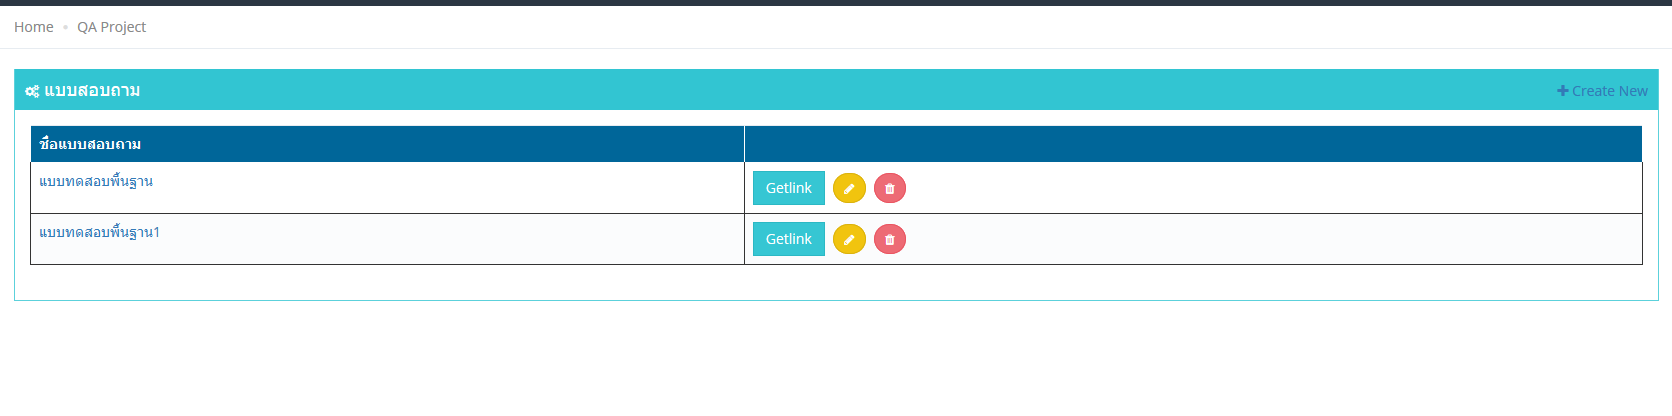 Home • QA Project
แบบสอบถาม Create New
ชื่อแบบสอบถาม
แบบทดสอบพื้นฐาน Getlink
แบบทดสอบพื้นฐาน1 Getlink